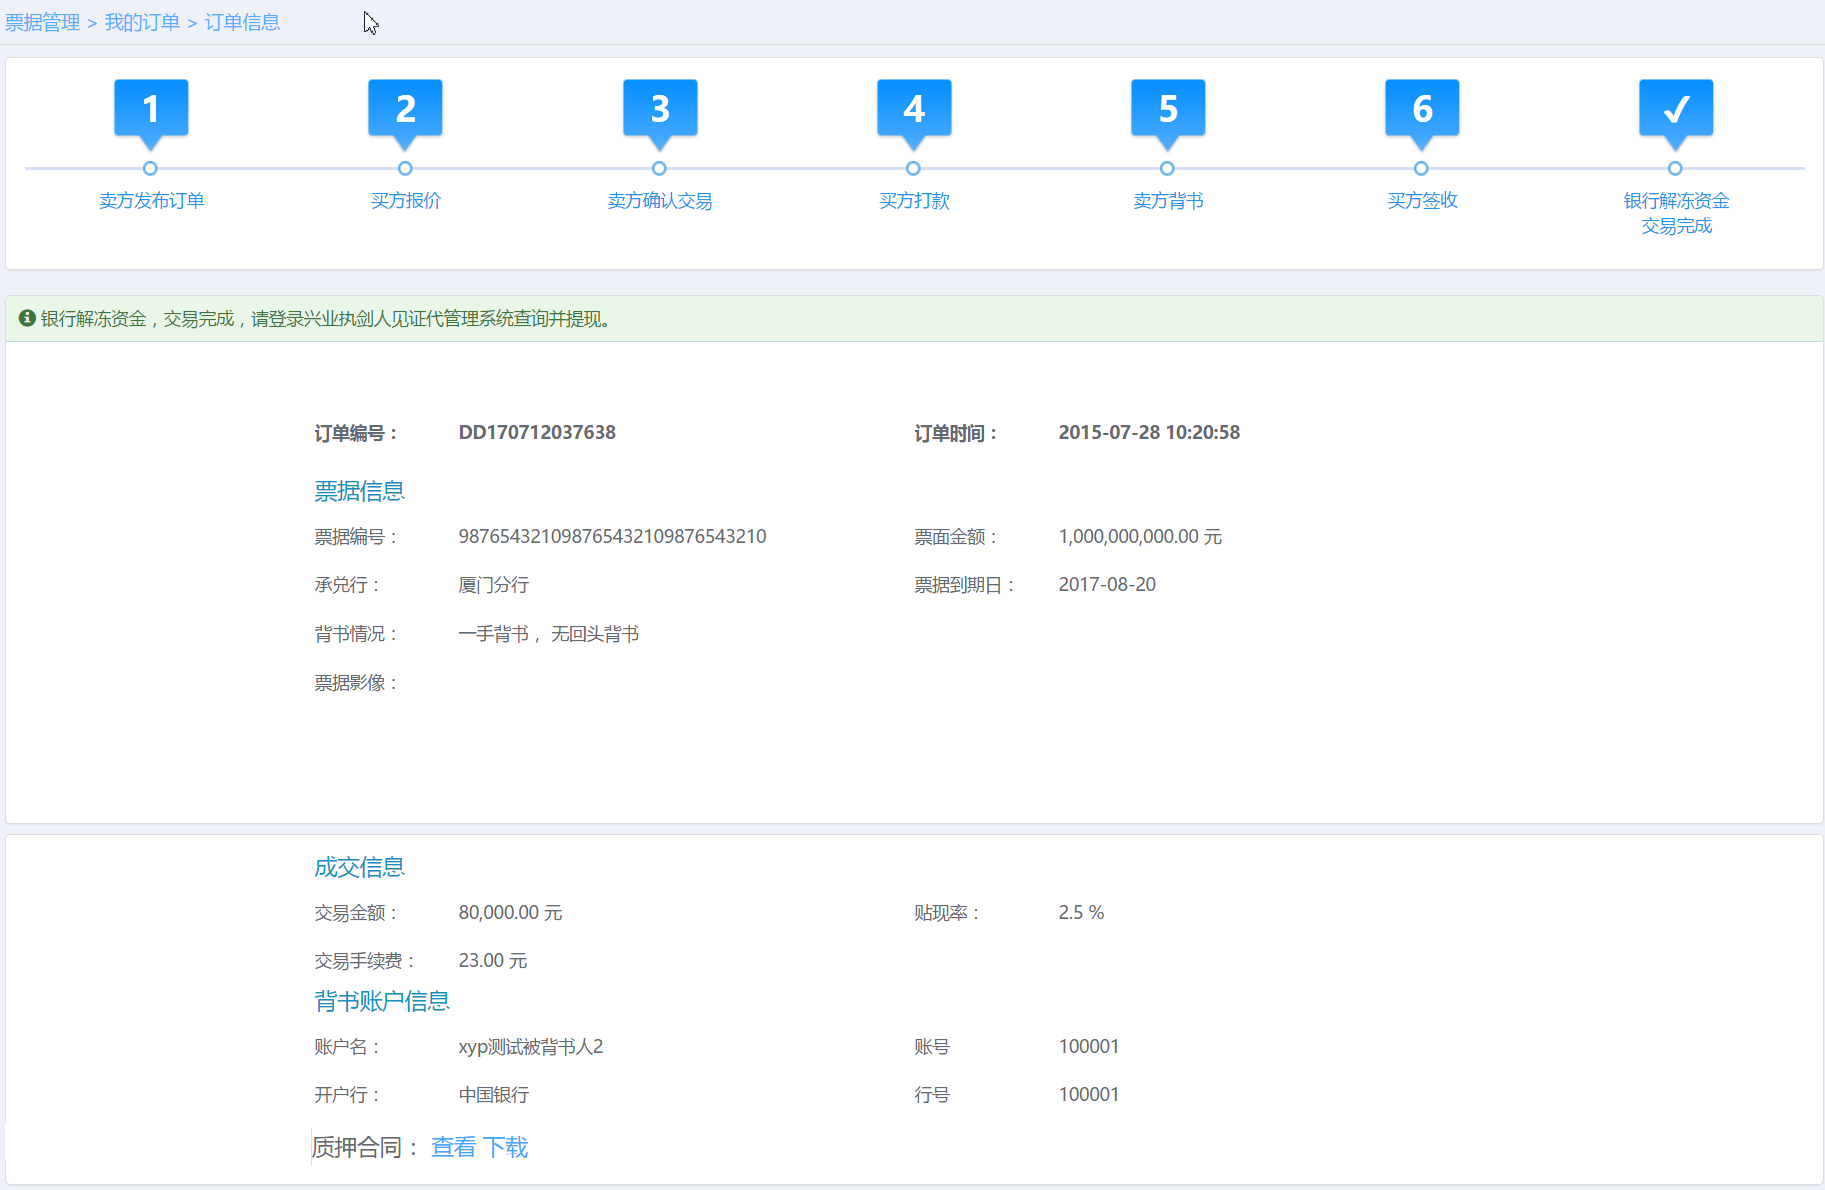 票据管理 > 我的订单 > 订单信息
1 2 3 4 5 6 ✓
卖方发布订单 买方报价 卖方确认交易 买方打款 卖方背书 买方签收 银行解冻资金
交易完成
银行解冻资金，交易完成，请登录兴业执剑人见证代管理系统查询并提现。
订单编号： DD170712037638 订单时间： 2015-07-28 10:20:58
票据信息
票据编号： 987654321098765432109876543210 票面金额： 1,000,000,000.00 元
承兑行： 厦门分行 票据到期日： 2017-08-20
背书情况： 一手背书， 无回头背书
票据影像：
成交信息
交易金额： 80,000.00 元 贴现率： 2.5 %
交易手续费： 23.00 元
背书账户信息
账户名： xyp测试被背书人2 账号 100001
开户行： 中国银行 行号 100001
质押合同： 查看 下载